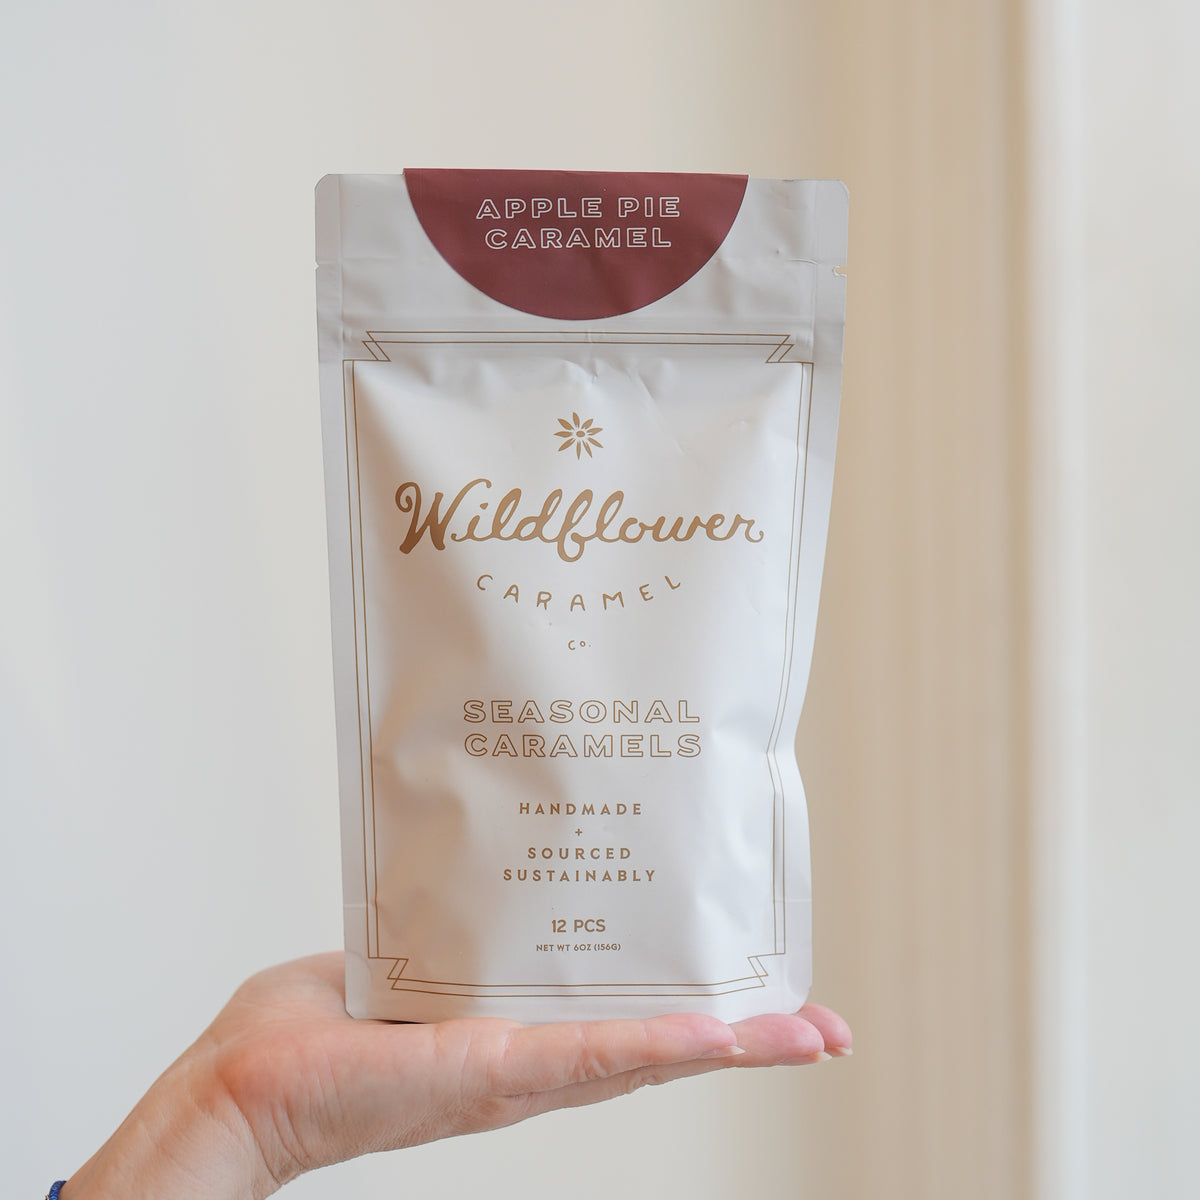 APPLE PIE
CARAMEL
Wildflower
CARAMEL
Co.
SEASONAL
CARAMELS
HANDMADE
+
SOURCED
SUSTAINABLY
12 PCS
NET WT 6OZ (156G)